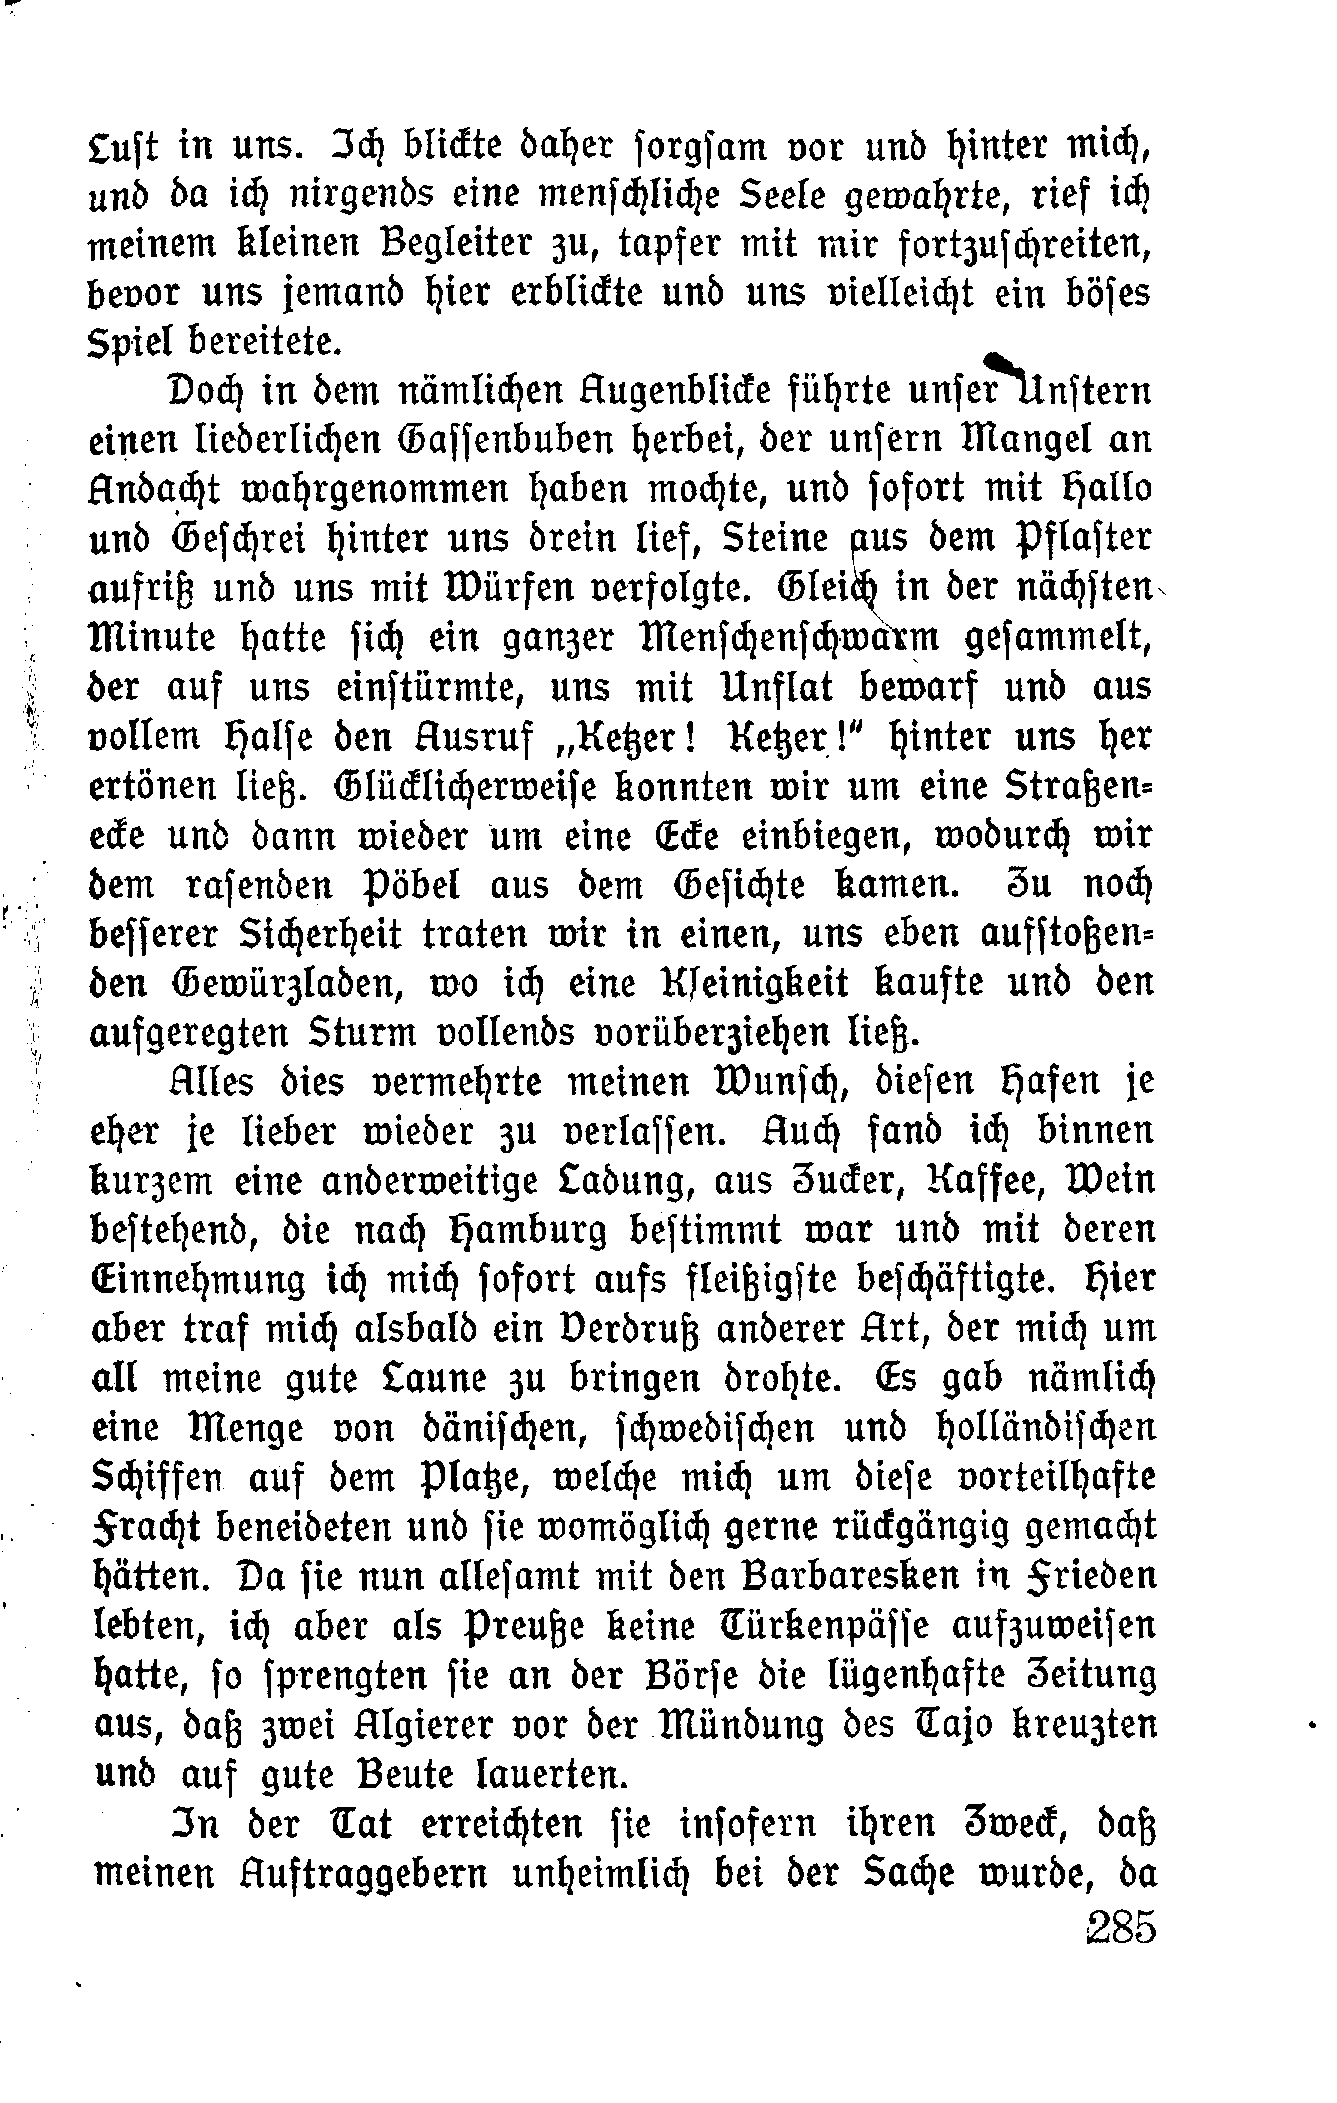 Lust in uns. Ich blickte daher sorgsam vor und hinter mich,
und da ich nirgends eine menschliche Seele gewahrte, rief ich
meinem kleinen Begleiter zu, tapfer mit mir fortzuschreiten,
bevor uns jemand hier erblickte und uns vielleicht ein böses
Spiel bereitete.
Doch in dem nämlichen Augenblicke führte unser Unstern
einen liederlichen Gassenbuben herbei, der unsern Mangel an
Andacht wahrgenommen haben mochte, und sofort mit Hallo
und Geschrei hinter uns drein lief, Steine aus dem Pflaster
aufriß und uns mit Würfen verfolgte. Gleich in der nächsten
Minute hatte sich ein ganzer Menschenschwarm gesammelt,
der auf uns einstürmte, uns mit Unflat bewarf und aus
vollem Halse den Ausruf „Ketzer! Ketzer!" hinter uns her
ertönen ließ. Glücklicherweise konnten wir um eine Straßen-
ecke und dann wieder um eine Ecke einbiegen, wodurch wir
dem rasenden Pöbel aus dem Gesichte kamen. Zu noch
besserer Sicherheit traten wir in einen, uns eben aufstoßen-
den Gewürzladen, wo ich eine Kleinigkeit kaufte und den
aufgeregten Sturm vollends vorüberziehen ließ.
Alles dies vermehrte meinen Wunsch, diesen Hafen je
eher je lieber wieder zu verlassen. Auch fand ich binnen
kurzem eine anderweitige Ladung, aus Zucker, Kaffee, Wein
bestehend, die nach Hamburg bestimmt war und mit deren
Einnehmung ich mich sofort aufs fleißigste beschäftigte. Hier
aber traf mich alsbald ein Verdruß anderer Art, der mich um
all meine gute Laune zu bringen drohte. Es gab nämlich
eine Menge von dänischen, schwedischen und holländischen
Schiffen auf dem Platze, welche mich um diese vorteilhafte
Fracht beneideten und sie womöglich gerne rückgängig gemacht
hätten. Da sie nun allesamt mit den Barbaresken in Frieden
lebten, ich aber als Preuße keine Türkenpässe aufzuweisen
hatte, so sprengten sie an der Börse die lügenhafte Zeitung
aus, daß zwei Algierer vor der Mündung des Tajo kreuzten
und auf gute Beute lauerten.
In der Tat erreichten sie insofern ihren Zweck, daß
meinen Auftraggebern unheimlich bei der Sache wurde, da
285